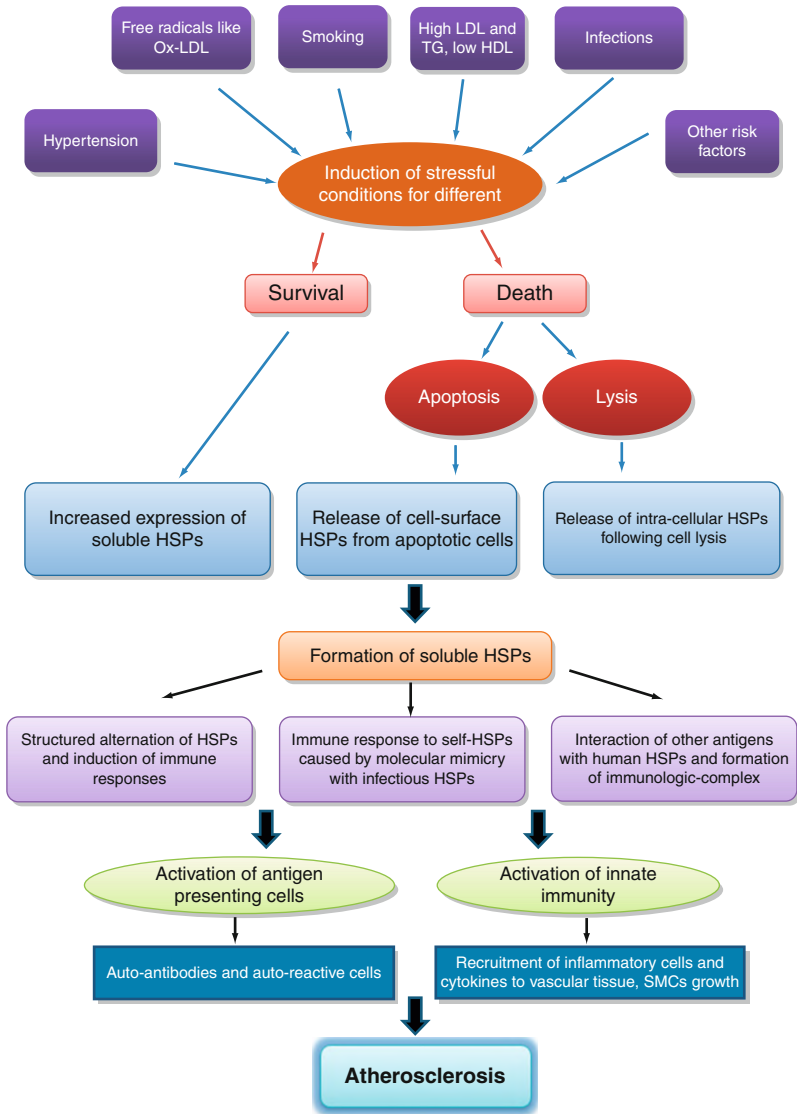 Free radicals like
Ox-LDL
Smoking
High LDL and
TG, low HDL
Infections
Hypertension
Other risk
factors
Induction of stressful
conditions for different
Survival
Death
Apoptosis
Lysis
Increased expression of
soluble HSPs
Release of cell-surface
HSPs from apoptotic cells
Release of intra-cellular HSPs
following cell lysis
Formation of soluble HSPs
Structured alternation of HSPs
and induction of immune
responses
Immune response to self-HSPs
caused by molecular mimicry
with infectious HSPs
Interaction of other antigens
with human HSPs and formation
of immunologic-complex
Activation of antigen
presenting cells
Activation of innate
immunity
Auto-antibodies and auto-reactive cells
Recruitment of inflammatory cells and
cytokines to vascular tissue, SMCs growth
Atherosclerosis